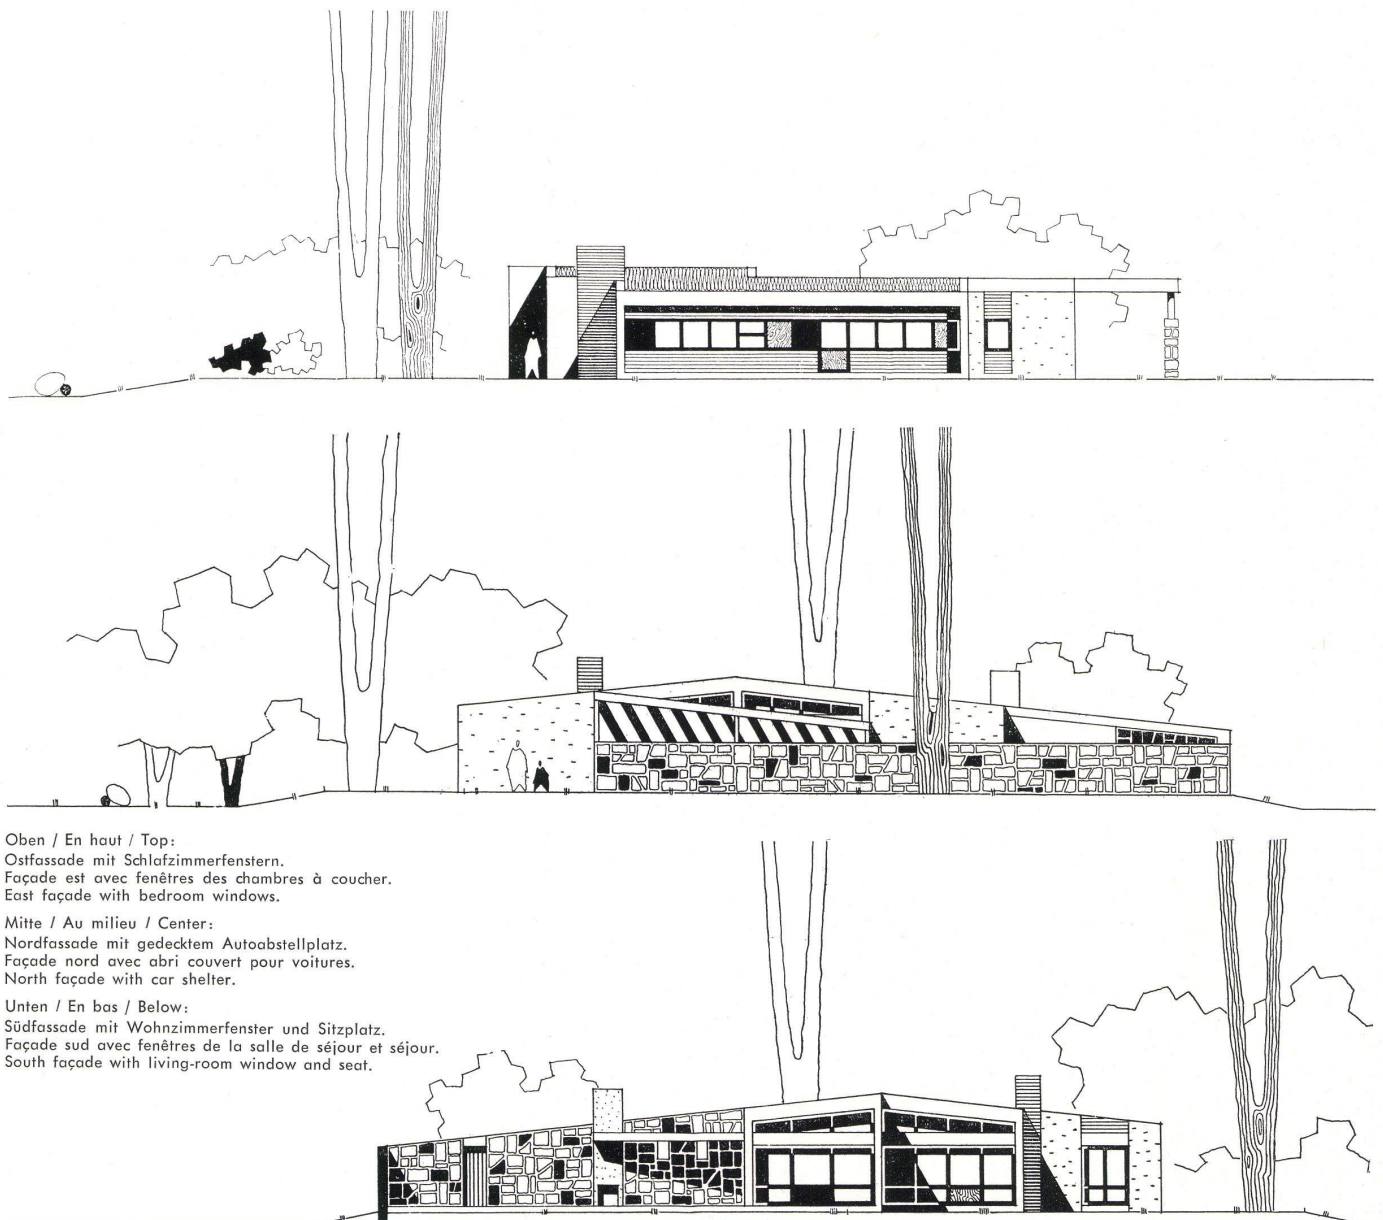 Oben / En haut / Top:
Ostfassade mit Schlafzimmerfenstern.
Façade est avec fenêtres des chambres à coucher.
East façade with bedroom windows.
Mitte / Au milieu / Center:
Nordfassade mit gedecktem Autoabstellplatz.
Façade nord avec abri couvert pour voitures.
North façade with car shelter.
Unten / En bas / Below:
Südfassade mit Wohnzimmerfenster und Sitzplatz.
Façade sud avec fenêtres de la salle de séjour et séjour.
South façade with living-room window and seat.